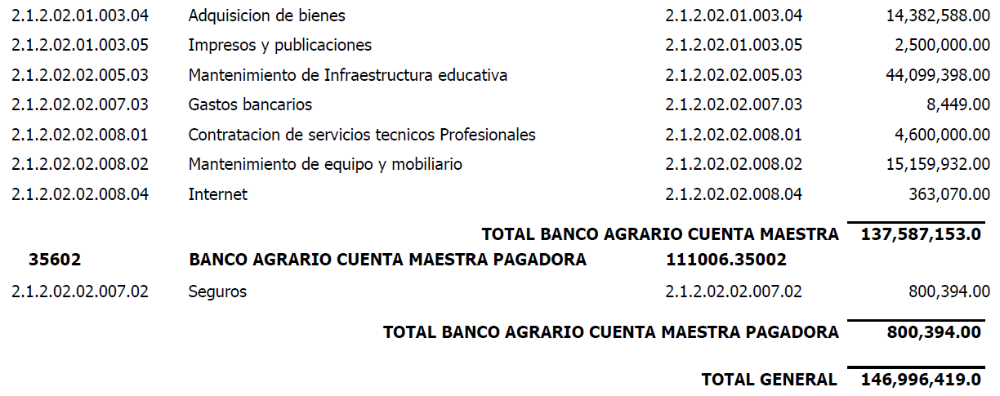 2.1.2.02.01.003.04 Adquisicion de bienes 2.1.2.02.01.003.04 14,382,588.00
2.1.2.02.01.003.05 Impresos y publicaciones 2.1.2.02.01.003.05 2,500,000.00
2.1.2.02.02.005.03 Mantenimiento de Infraestructura educativa 2.1.2.02.02.005.03 44,099,398.00
2.1.2.02.02.007.03 Gastos bancarios 2.1.2.02.02.007.03 8,449.00
2.1.2.02.02.008.01 Contratacion de servicios tecnicos Profesionales 2.1.2.02.02.008.01 4,600,000.00
2.1.2.02.02.008.02 Mantenimiento de equipo y mobiliario 2.1.2.02.02.008.02 15,159,932.00
2.1.2.02.02.008.04 Internet 2.1.2.02.02.008.04 363,070.00
TOTAL BANCO AGRARIO CUENTA MAESTRA 137,587,153.0
35602 BANCO AGRARIO CUENTA MAESTRA PAGADORA 111006.35002
2.1.2.02.02.007.02 Seguros 2.1.2.02.02.007.02 800,394.00
TOTAL BANCO AGRARIO CUENTA MAESTRA PAGADORA 800,394.00
TOTAL GENERAL 146,996,419.0